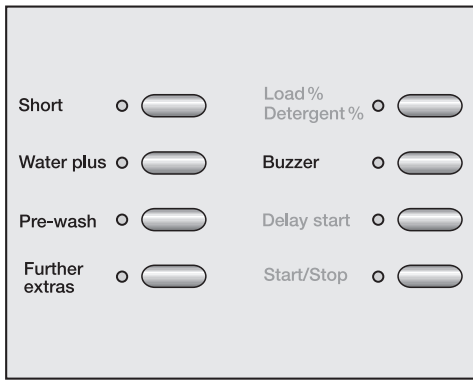 Short
Load %
Detergent %
Water plus
Buzzer
Pre-wash
Delay start
Further
extras
Start/Stop